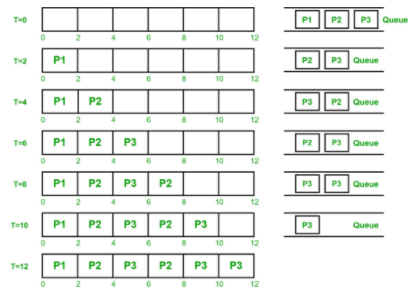 T=0 P1 P2 P3 Queue
0 2 4 6 8 10 12
T=2 P1 P2 P3 Queue
0 2 4 6 8 10 12
T=4 P1 P2 P3 P2 Queue
0 2 4 6 8 10 12
T=6 P1 P2 P3 P2 P3 Queue
0 2 4 6 8 10 12
T=8 P1 P2 P3 P2 P3 P3 Queue
0 2 4 6 8 10 12
T=10 P1 P2 P3 P2 P3 P3 Queue
0 2 4 6 8 10 12
T=12 P1 P2 P3 P2 P3 P3
0 2 4 6 8 10 12